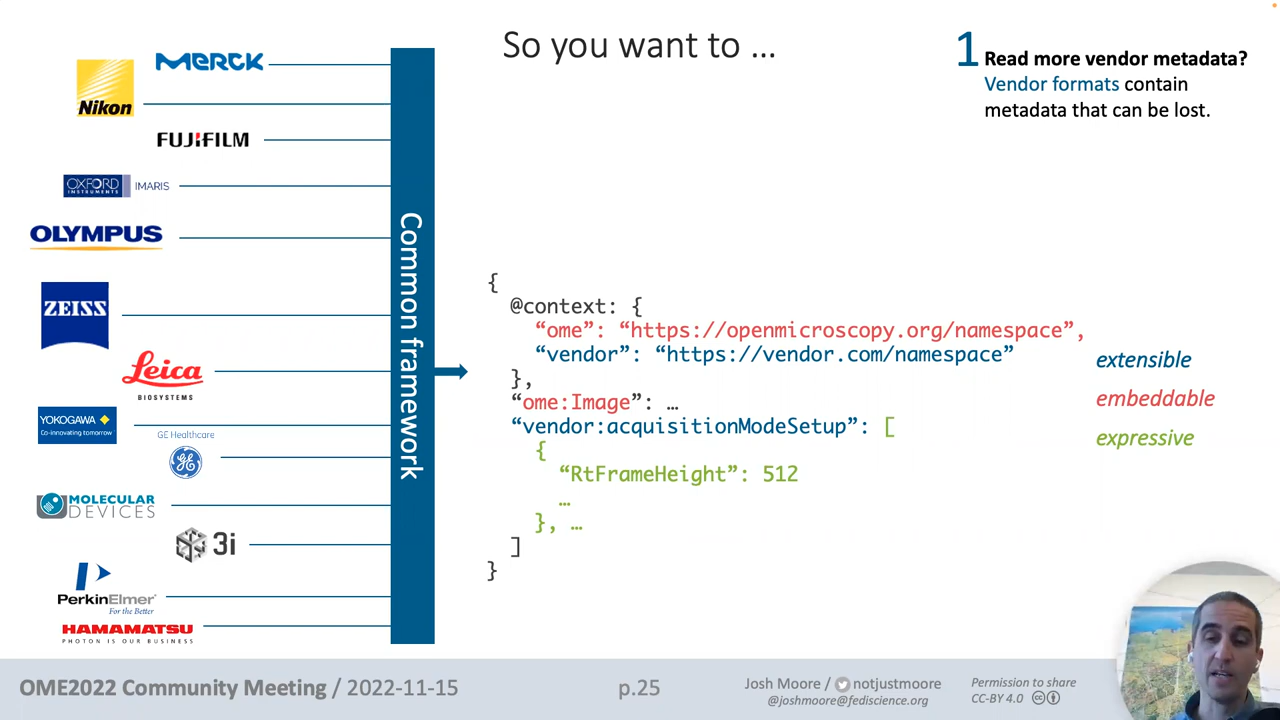 So you want to …
1 Read more vendor metadata?
Vendor formats contain
metadata that can be lost.
MERCK
Nikon
FUJIFILM
OXFORD INSTRUMENTS IMARIS
OLYMPUS
ZEISS
Leica
BIOSYSTEMS
YOKOGAWA
Co-innovating tomorrow
GE Healthcare
GE
MOLECULAR
DEVICES
3i
PerkinElmer
For the Better
HAMAMATSU
PHOTON IS OUR BUSINESS
Common framework
{
@context: {
“ome”: “https://openmicroscopy.org/namespace”,
“vendor”: “https://vendor.com/namespace”
},
“ome:Image”: …
“vendor:acquisitionModeSetup”: [
{
“RtFrameHeight”: 512
…
}, …
]
}
extensible
embeddable
expressive
OME2022 Community Meeting / 2022-11-15
p.25
Josh Moore / notjustmoore
@joshmoore@fediscience.org
Permission to share
CC-BY 4.0